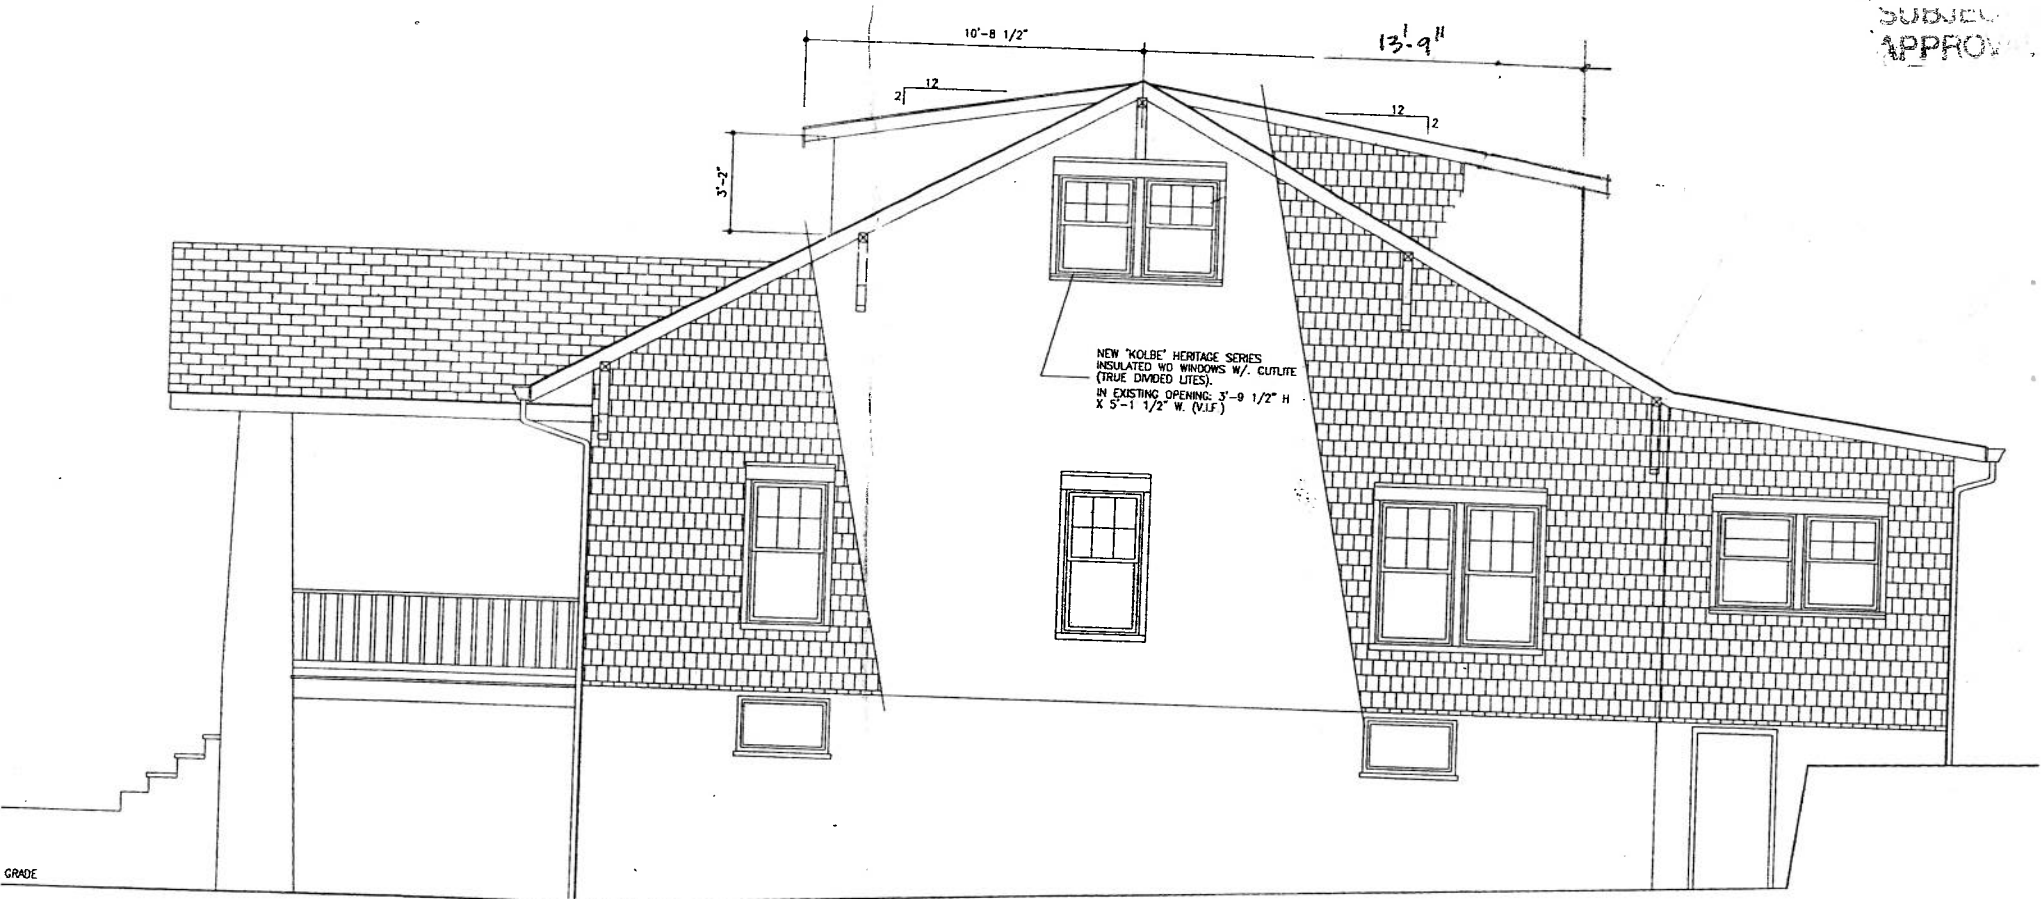 10'-8 1/2"
13'-9"
12
2
12
2
3'-2"
NEW "KOLBE" HERITAGE SERIES
INSULATED WD WINDOWS W/. CUTLITE
(TRUE DIVIDED LITES).
IN EXISTING OPENING: 3'-9 1/2" H
X 5'-1 1/2" W. (V.I.F)
GRADE